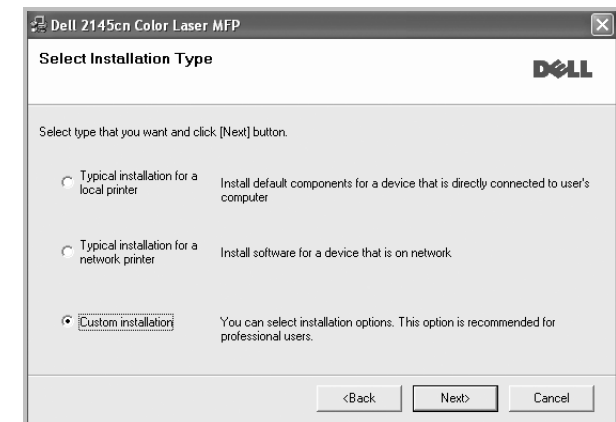 Dell 2145cn Color Laser MFP
Select Installation Type
DELL
Select type that you want and click [Next] button.
Typical installation for a
local printer
Install default components for a device that is directly connected to user's
computer
Typical installation for a
network printer
Install software for a device that is on network
Custom installation
You can select installation options. This option is recommended for
professional users.
<Back
Next>
Cancel